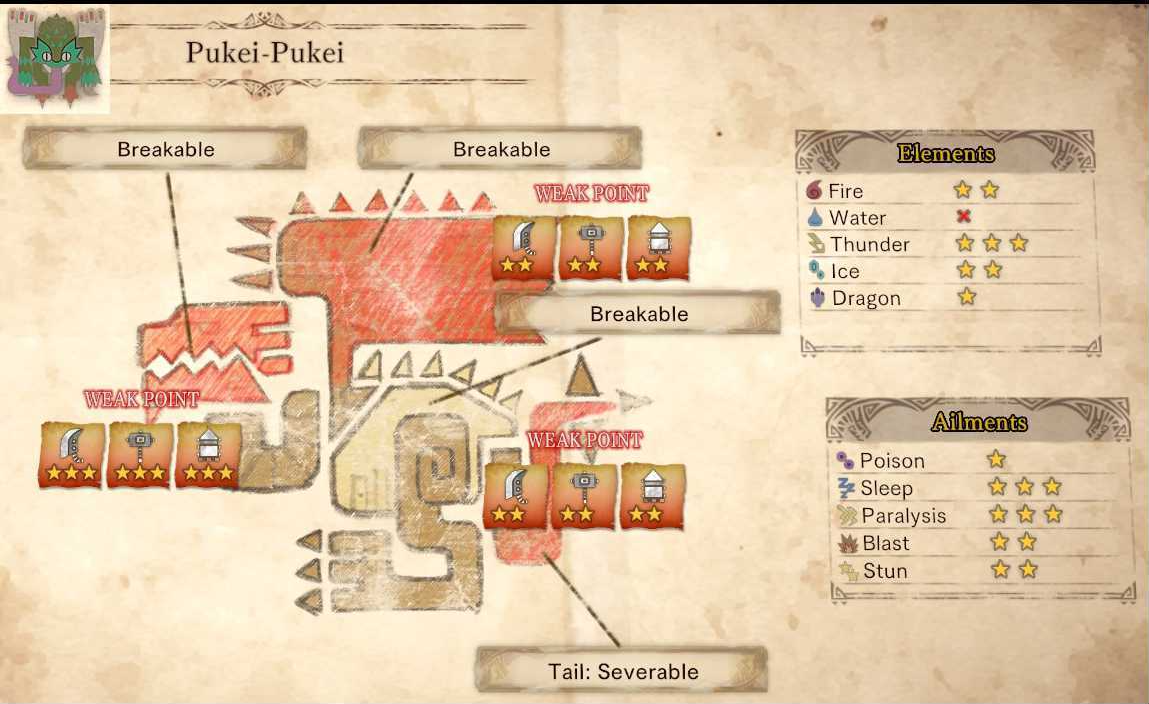 Pukei-Pukei
Breakable
Breakable
WEAK POINT
Breakable
WEAK POINT
WEAK POINT
Tail: Severable
Elements
Fire
Water
Thunder
Ice
Dragon
Ailments
Poison
Sleep
Paralysis
Blast
Stun